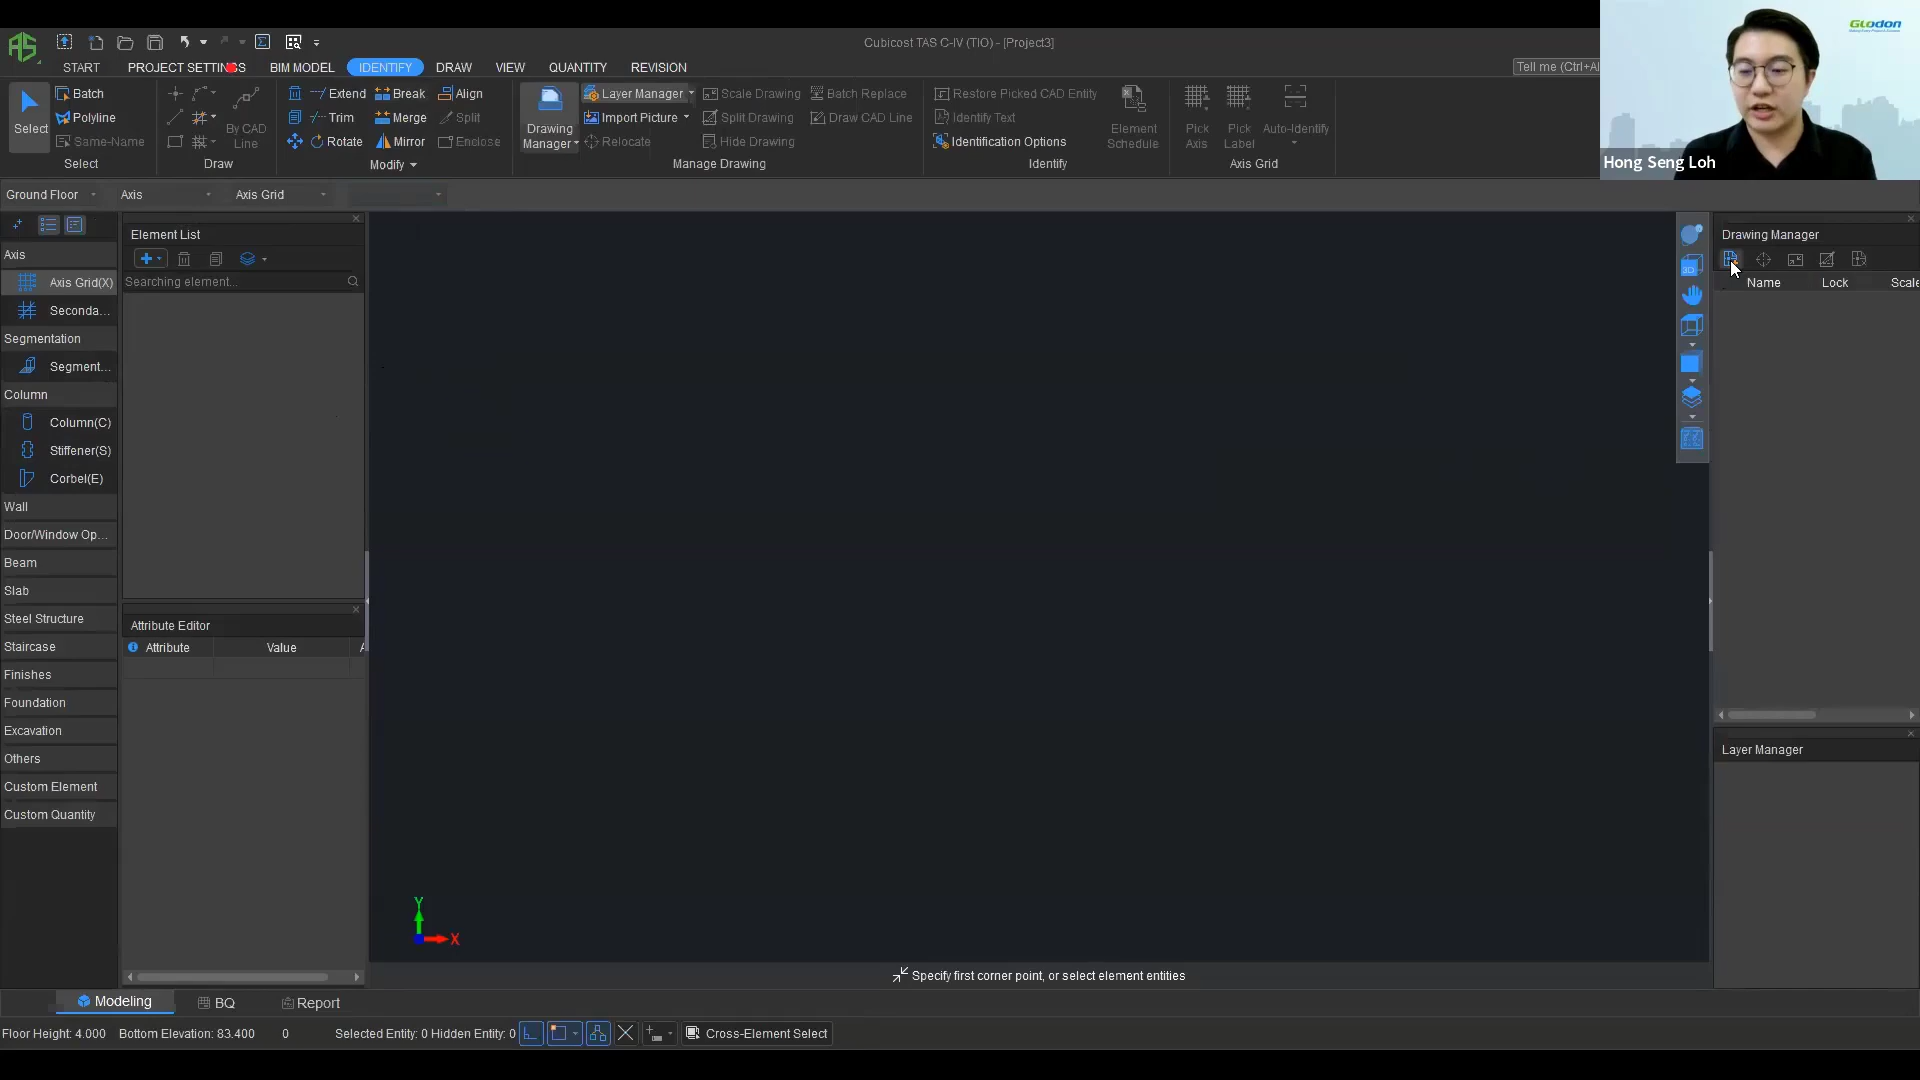 Cubicost TAS C-IV (TIO) - [Project3]
Glodon
START
PROJECT SETTINGS
BIM MODEL
IDENTIFY
DRAW
VIEW
QUANTITY
REVISION
Tell me (Ctrl+Al
Select
Batch
Polyline
Same-Name
Select
By CAD
Line
Draw
Extend
Break
Align
Trim
Merge
Split
Rotate
Mirror
Enclose
Modify
Drawing
Manager
Layer Manager
Scale Drawing
Batch Replace
Import Picture
Split Drawing
Draw CAD Line
Relocate
Hide Drawing
Manage Drawing
Restore Picked CAD Entity
Identify Text
Identification Options
Element
Schedule
Identify
Pick
Axis
Pick
Label
Auto-Identify
Axis Grid
Hong Seng Loh
Ground Floor
Axis
Axis Grid
Axis
Axis Grid(X)
Seconda...
Segmentation
Segment...
Column
Column(C)
Stiffener(S)
Corbel(E)
Wall
Door/Window Op...
Beam
Slab
Steel Structure
Staircase
Finishes
Foundation
Excavation
Others
Custom Element
Custom Quantity
Element List
Searching element...
Attribute Editor
Attribute
Value
3D
Drawing Manager
Name
Lock
Scale
Layer Manager
Y
X
Specify first corner point, or select element entities
Modeling
BQ
Report
Floor Height: 4.000
Bottom Elevation: 83.400
0
Selected Entity: 0 Hidden Entity: 0
Cross-Element Select